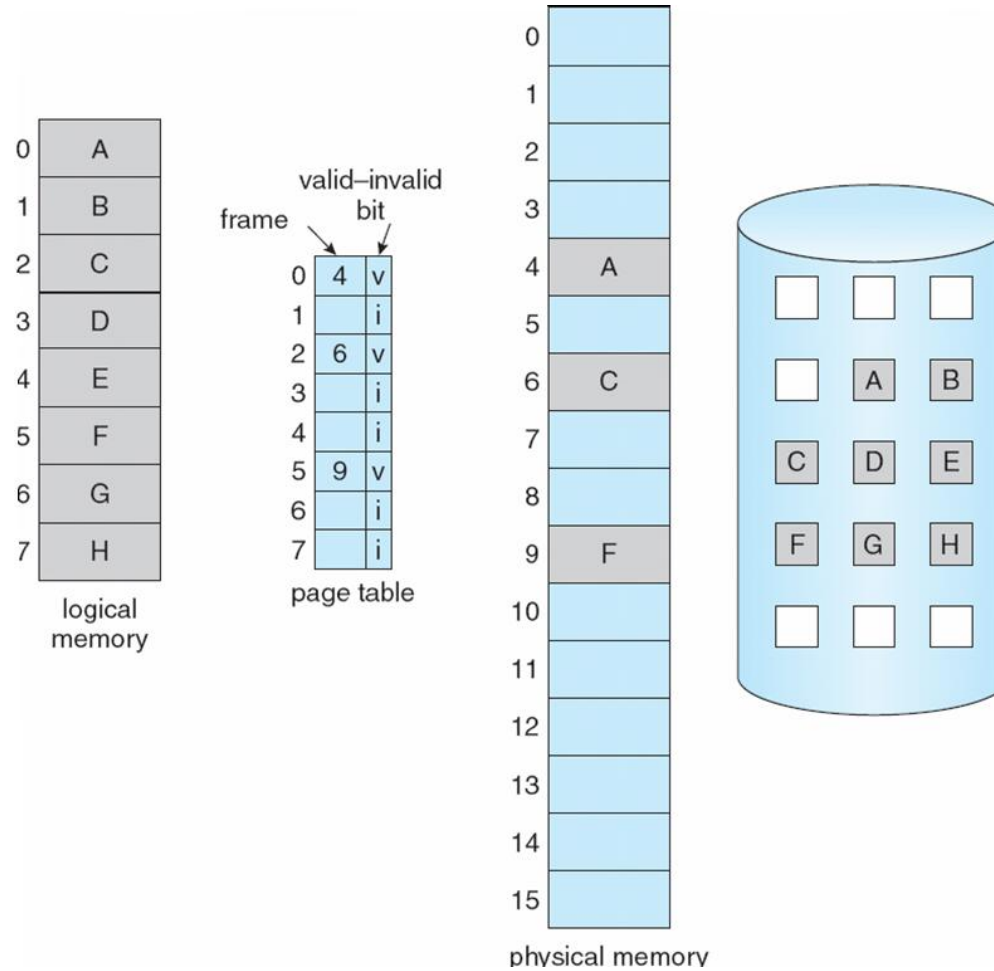 0 A
1 B
2 C
3 D
4 E
5 F
6 G
7 H
logical
memory
valid–invalid
bit
frame
0 4 v
1 i
2 6 v
3 i
4 i
5 9 v
6 i
7 i
page table
0
1
2
3
4 A
5
6 C
7
8
9 F
10
11
12
13
14
15
physical memory
A B
C D E
F G H